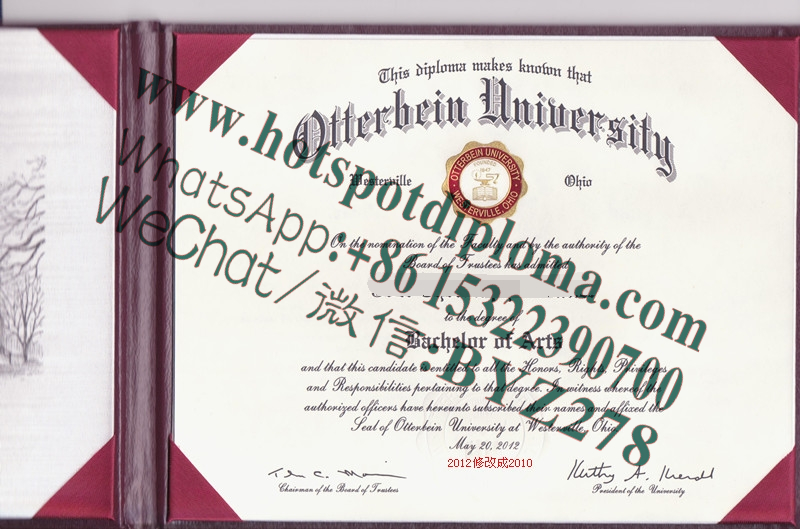 This diploma makes known that
Otterbein University
OTTERBEIN UNIVERSITY
FOUNDED
1847
WESTERVILLE, OHIO
Westerville Ohio
On the nomination of the Faculty and by the authority of the
Board of Trustees has admitted
to the degree of
Bachelor of Arts
and that this candidate is entitled to all the Honors, Rights, Privileges
and Responsibilities pertaining to that degree. In witness whereof the
authorized officers have hereunto subscribed their names and affixed the
Seal of Otterbein University at Westerville, Ohio
May 20, 2012
2012修改成2010
Chairman of the Board of Trustees
Kathy A. Krendl
President of the University
www.hotspotdiploma.com
WhatsApp:+86 15322390700
WeChat/微信:BYZ278